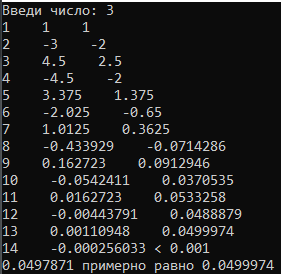 Введи число: 3
1 1 1
2 -3 -2
3 4.5 2.5
4 -4.5 -2
5 3.375 1.375
6 -2.025 -0.65
7 1.0125 0.3625
8 -0.433929 -0.0714286
9 0.162723 0.0912946
10 -0.0542411 0.0370535
11 0.0162723 0.0533258
12 -0.00443791 0.0488879
13 0.00110948 0.0499974
14 -0.000256033 < 0.001
0.0497871 примерно равно 0.0499974